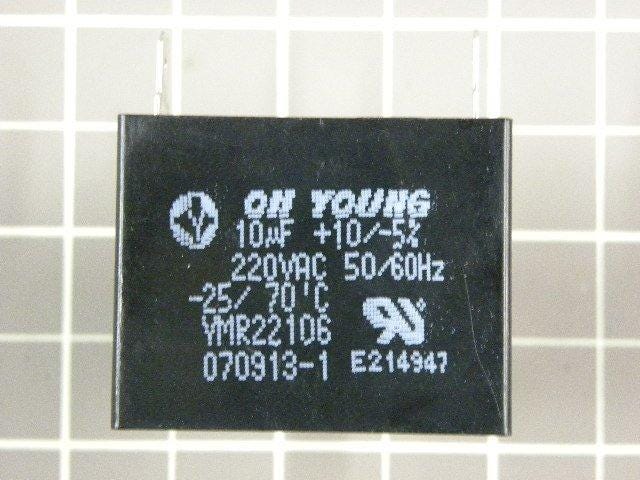 ON YOUNG
10µF +10/-5%
220VAC 50/60Hz
-25/ 70'C
YMR22106
070913-1 E214947